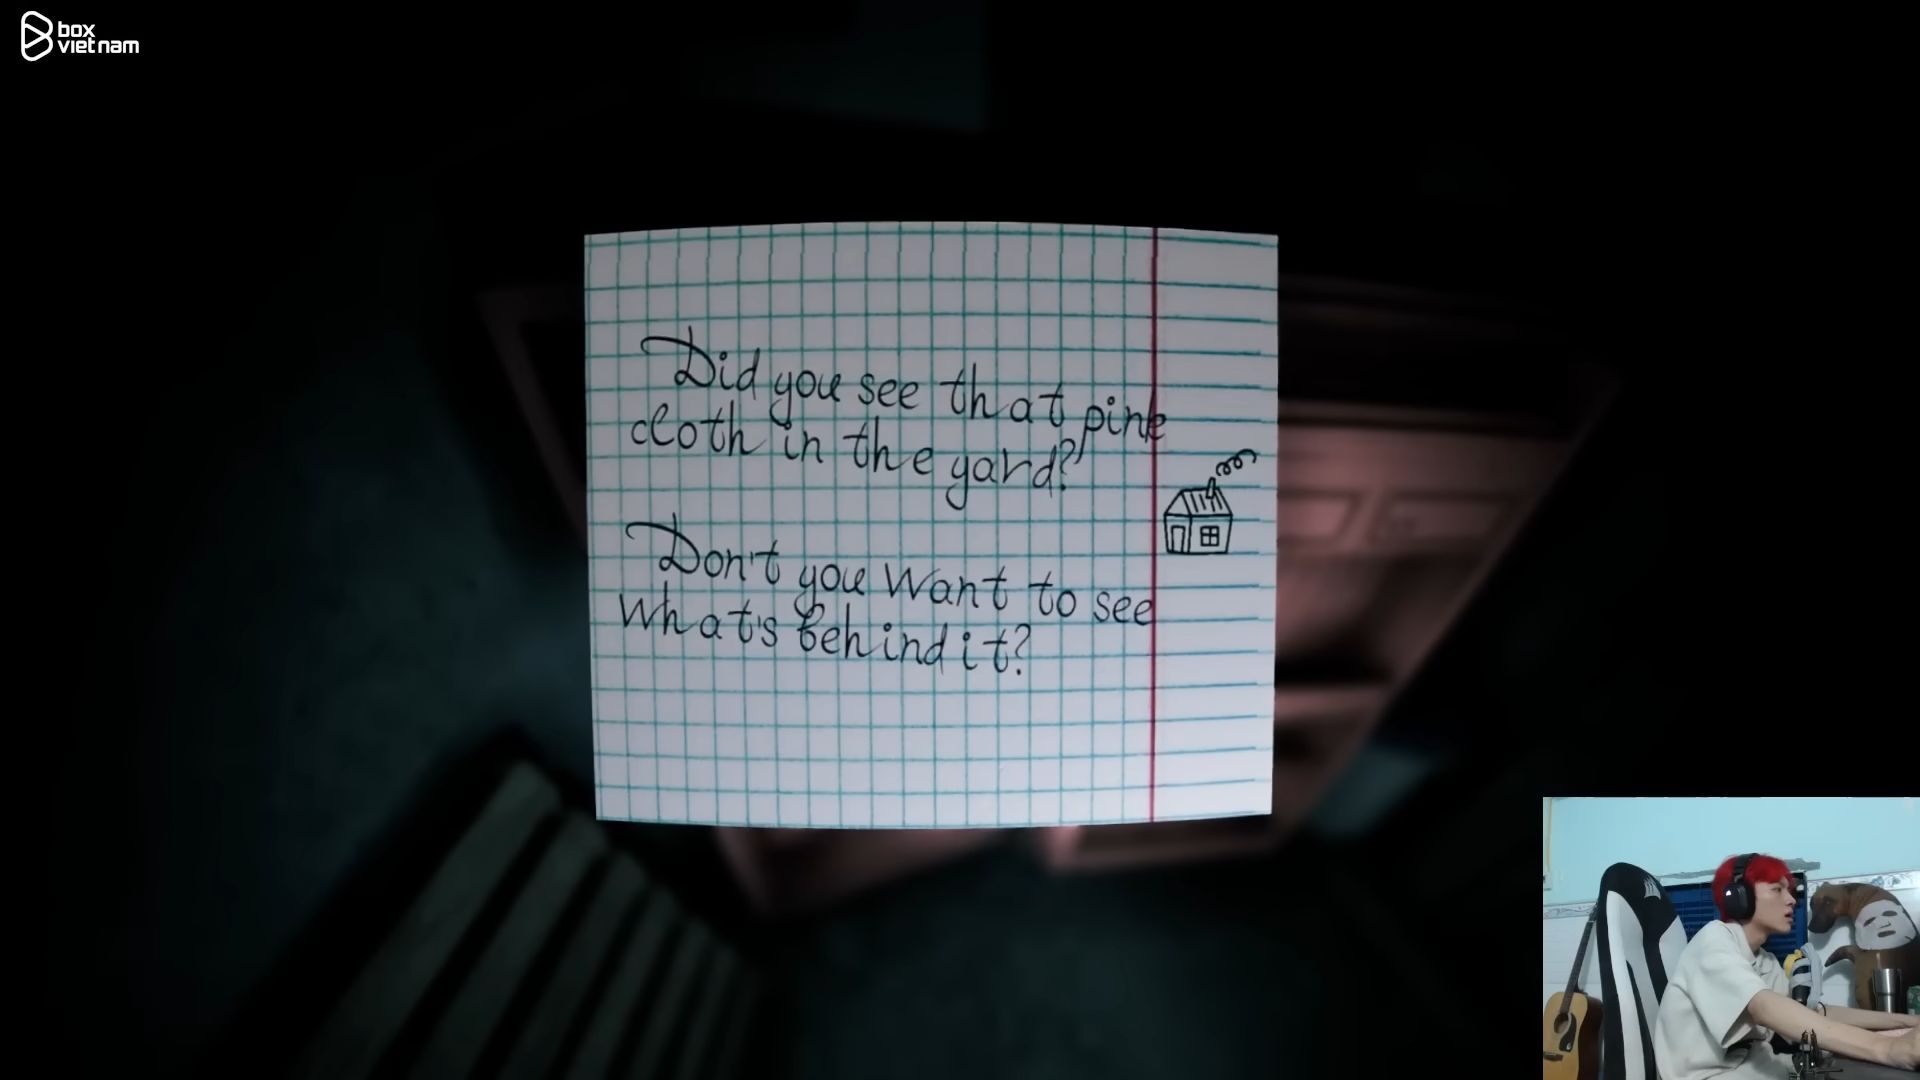 box
vietnam
Did you see that pink
cloth in the yard?
Don't you want to see
what's behind it?